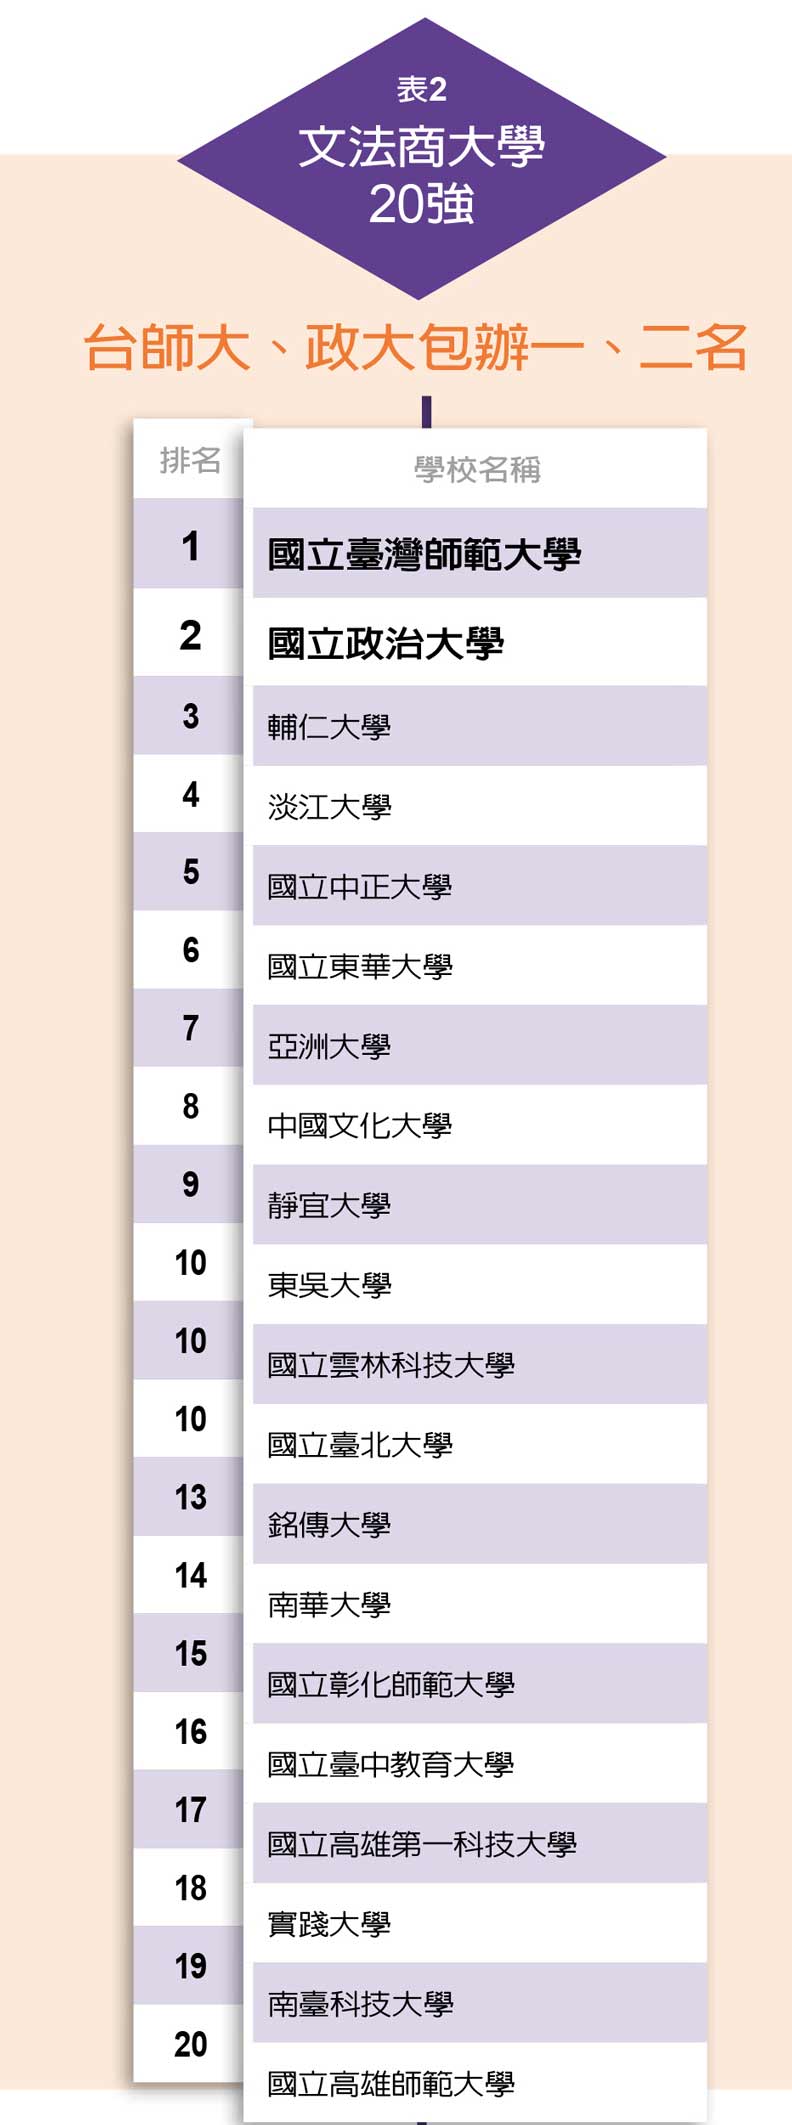 表2
文法商大學
20強
台師大、政大包辦一、二名
排名 學校名稱
1 國立臺灣師範大學
2 國立政治大學
3 輔仁大學
4 淡江大學
5 國立中正大學
6 國立東華大學
7 亞洲大學
8 中國文化大學
9 靜宜大學
10 東吳大學
10 國立雲林科技大學
10 國立臺北大學
13 銘傳大學
14 南華大學
15 國立彰化師範大學
16 國立臺中教育大學
17 國立高雄第一科技大學
18 實踐大學
19 南臺科技大學
20 國立高雄師範大學